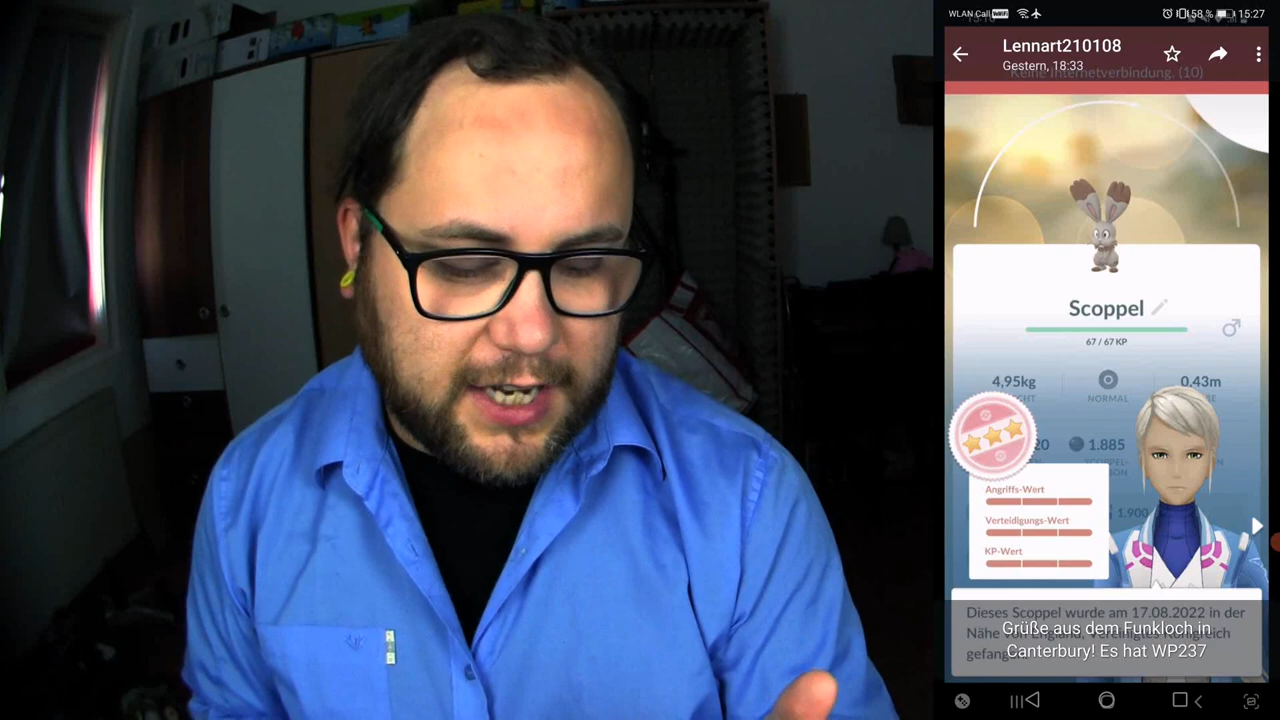 WLAN Call
58 %
15:27
Lennart210108
Gestern, 18:33
Keine Internetverbindung. (10)
Scoppel
67 / 67 KP
4,95kg
0,43m
NORMAL
1.885
Angriffs-Wert
1.900
Verteidigungs-Wert
KP-Wert
Dieses Scoppel wurde am 17.08.2022 in der
Grüße aus dem Funkloch in
Canterbury! Es hat WP237